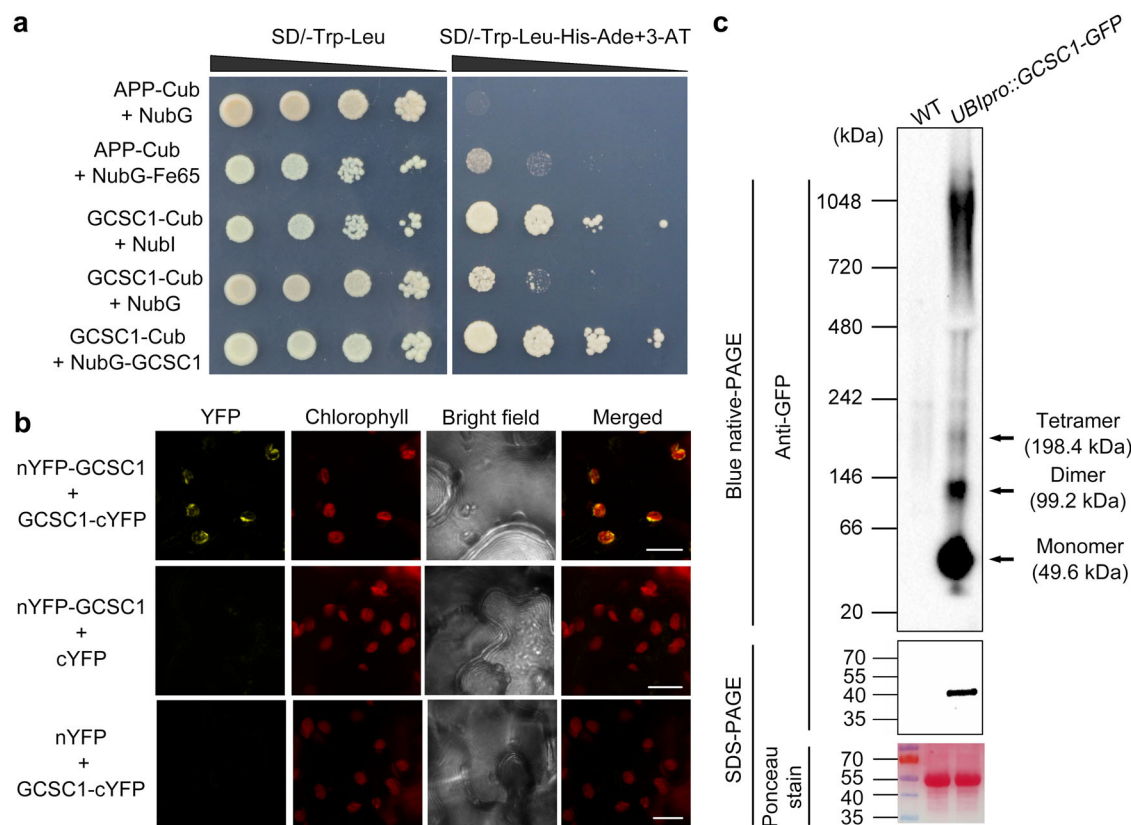 a
SD/-Trp-Leu
SD/-Trp-Leu-His-Ade+3-AT
APP-Cub
+ NubG
APP-Cub
+ NubG-Fe65
GCSC1-Cub
+ NubI
GCSC1-Cub
+ NubG
GCSC1-Cub
+ NubG-GCSC1
b
YFP
Chlorophyll
Bright field
Merged
nYFP-GCSC1
+
GCSC1-cYFP
nYFP-GCSC1
+
cYFP
nYFP
+
GCSC1-cYFP
c
WT
UBIpro::GCSC1-GFP
(kDa)
Blue native-PAGE
Anti-GFP
1048
720
480
242
146
66
20
Tetramer
(198.4 kDa)
Dimer
(99.2 kDa)
Monomer
(49.6 kDa)
SDS-PAGE
70
55
40
35
Ponceau
stain
70
55
40
35